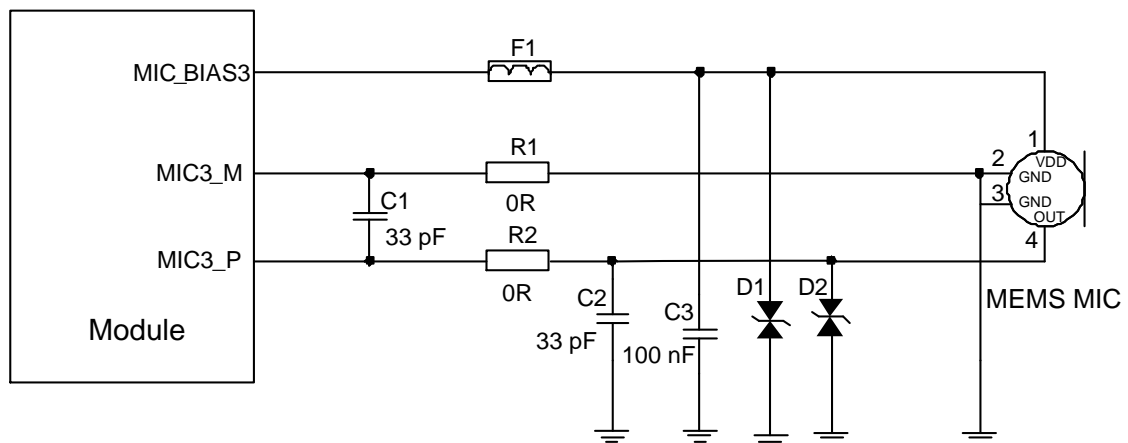 F1
MIC_BIAS3
1
VDD
R1
2
MIC3_M
GND
3
GND
C1
0R
OUT
33 pF
R2
4
MIC3_P
0R
C2
D1
D2
MEMS MIC
C3
Module
33 pF
100 nF